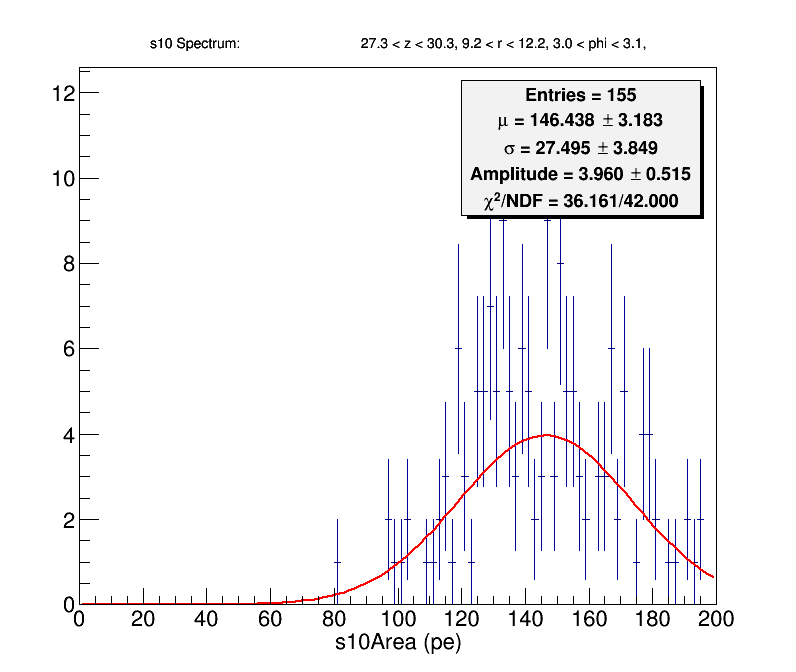 s10 Spectrum: 27.3 < z < 30.3, 9.2 < r < 12.2, 3.0 < phi < 3.1,
Entries = 155
μ = 146.438 ± 3.183
σ = 27.495 ± 3.849
Amplitude = 3.960 ± 0.515
χ²/NDF = 36.161/42.000
12
10
8
6
4
2
0
0 20 40 60 80 100 120 140 160 180 200
s10Area (pe)